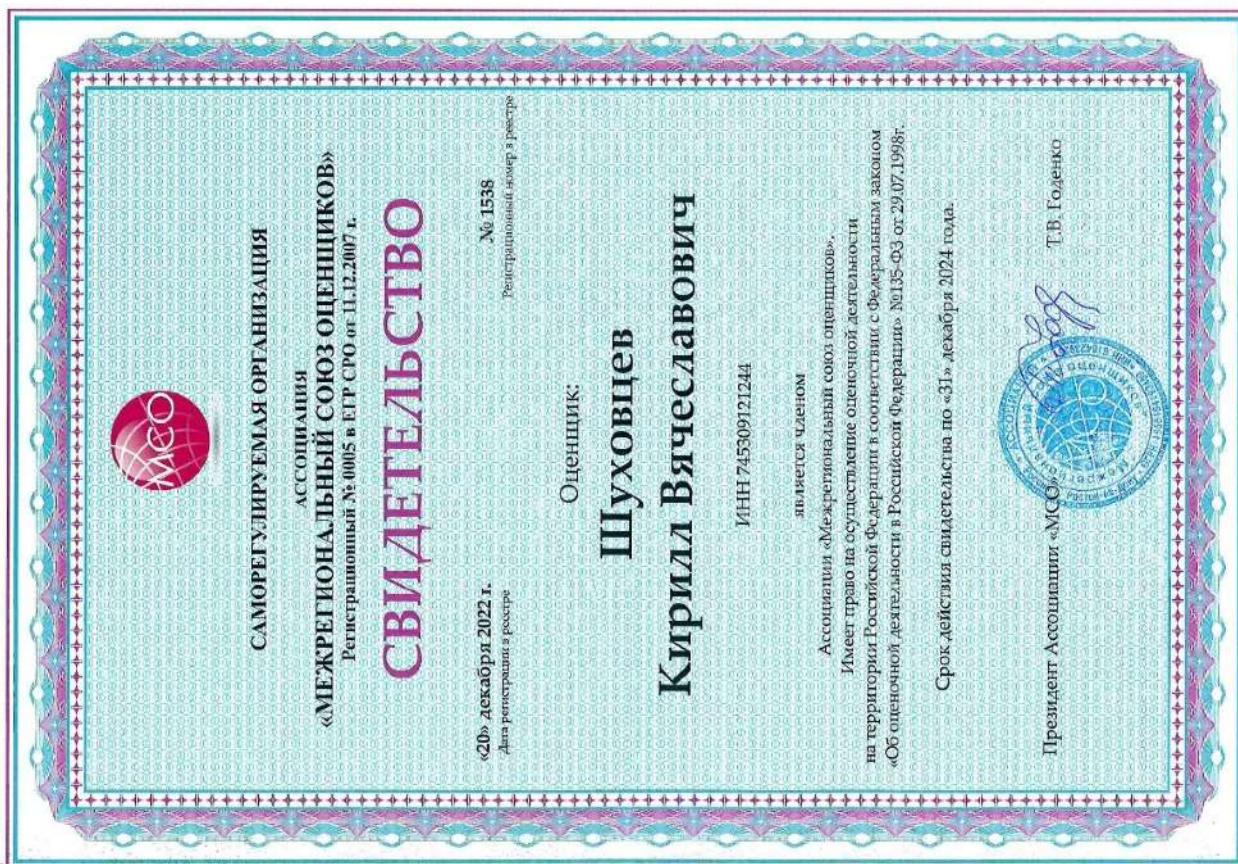 МСО
САМОРЕГУЛИРУЕМАЯ ОРГАНИЗАЦИЯ
АССОЦИАЦИЯ
«МЕЖРЕГИОНАЛЬНЫЙ СОЮЗ ОЦЕНЩИКОВ»
Регистрационный № 0005 в ЕГР СРО от 11.12.2007 г.
СВИДЕТЕЛЬСТВО
«20» декабря 2022 г. № 1538
Дата регистрации в реестре Регистрационный номер в реестре
Оценщик:
Шуховцев
Кирилл Вячеславович
ИНН 745309121244
является членом
Ассоциации «Межрегиональный союз оценщиков».
Имеет право на осуществление оценочной деятельности
на территории Российской Федерации в соответствии с Федеральным законом
«Об оценочной деятельности в Российской Федерации» №135-ФЗ от 29.07.1998г.
Срок действия свидетельства по «31» декабря 2024 года.
Президент Ассоциации «МСО» Т.В. Годенко